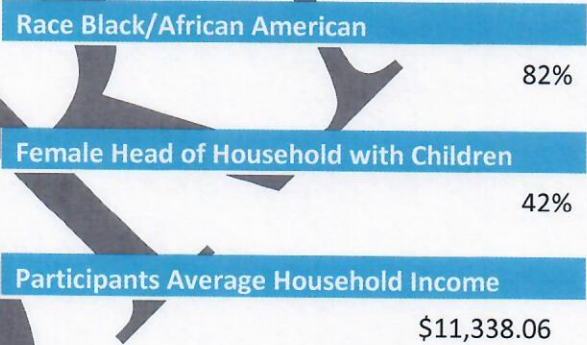 Race Black/African American
82%
Female Head of Household with Children
42%
Participants Average Household Income
$11,338.06